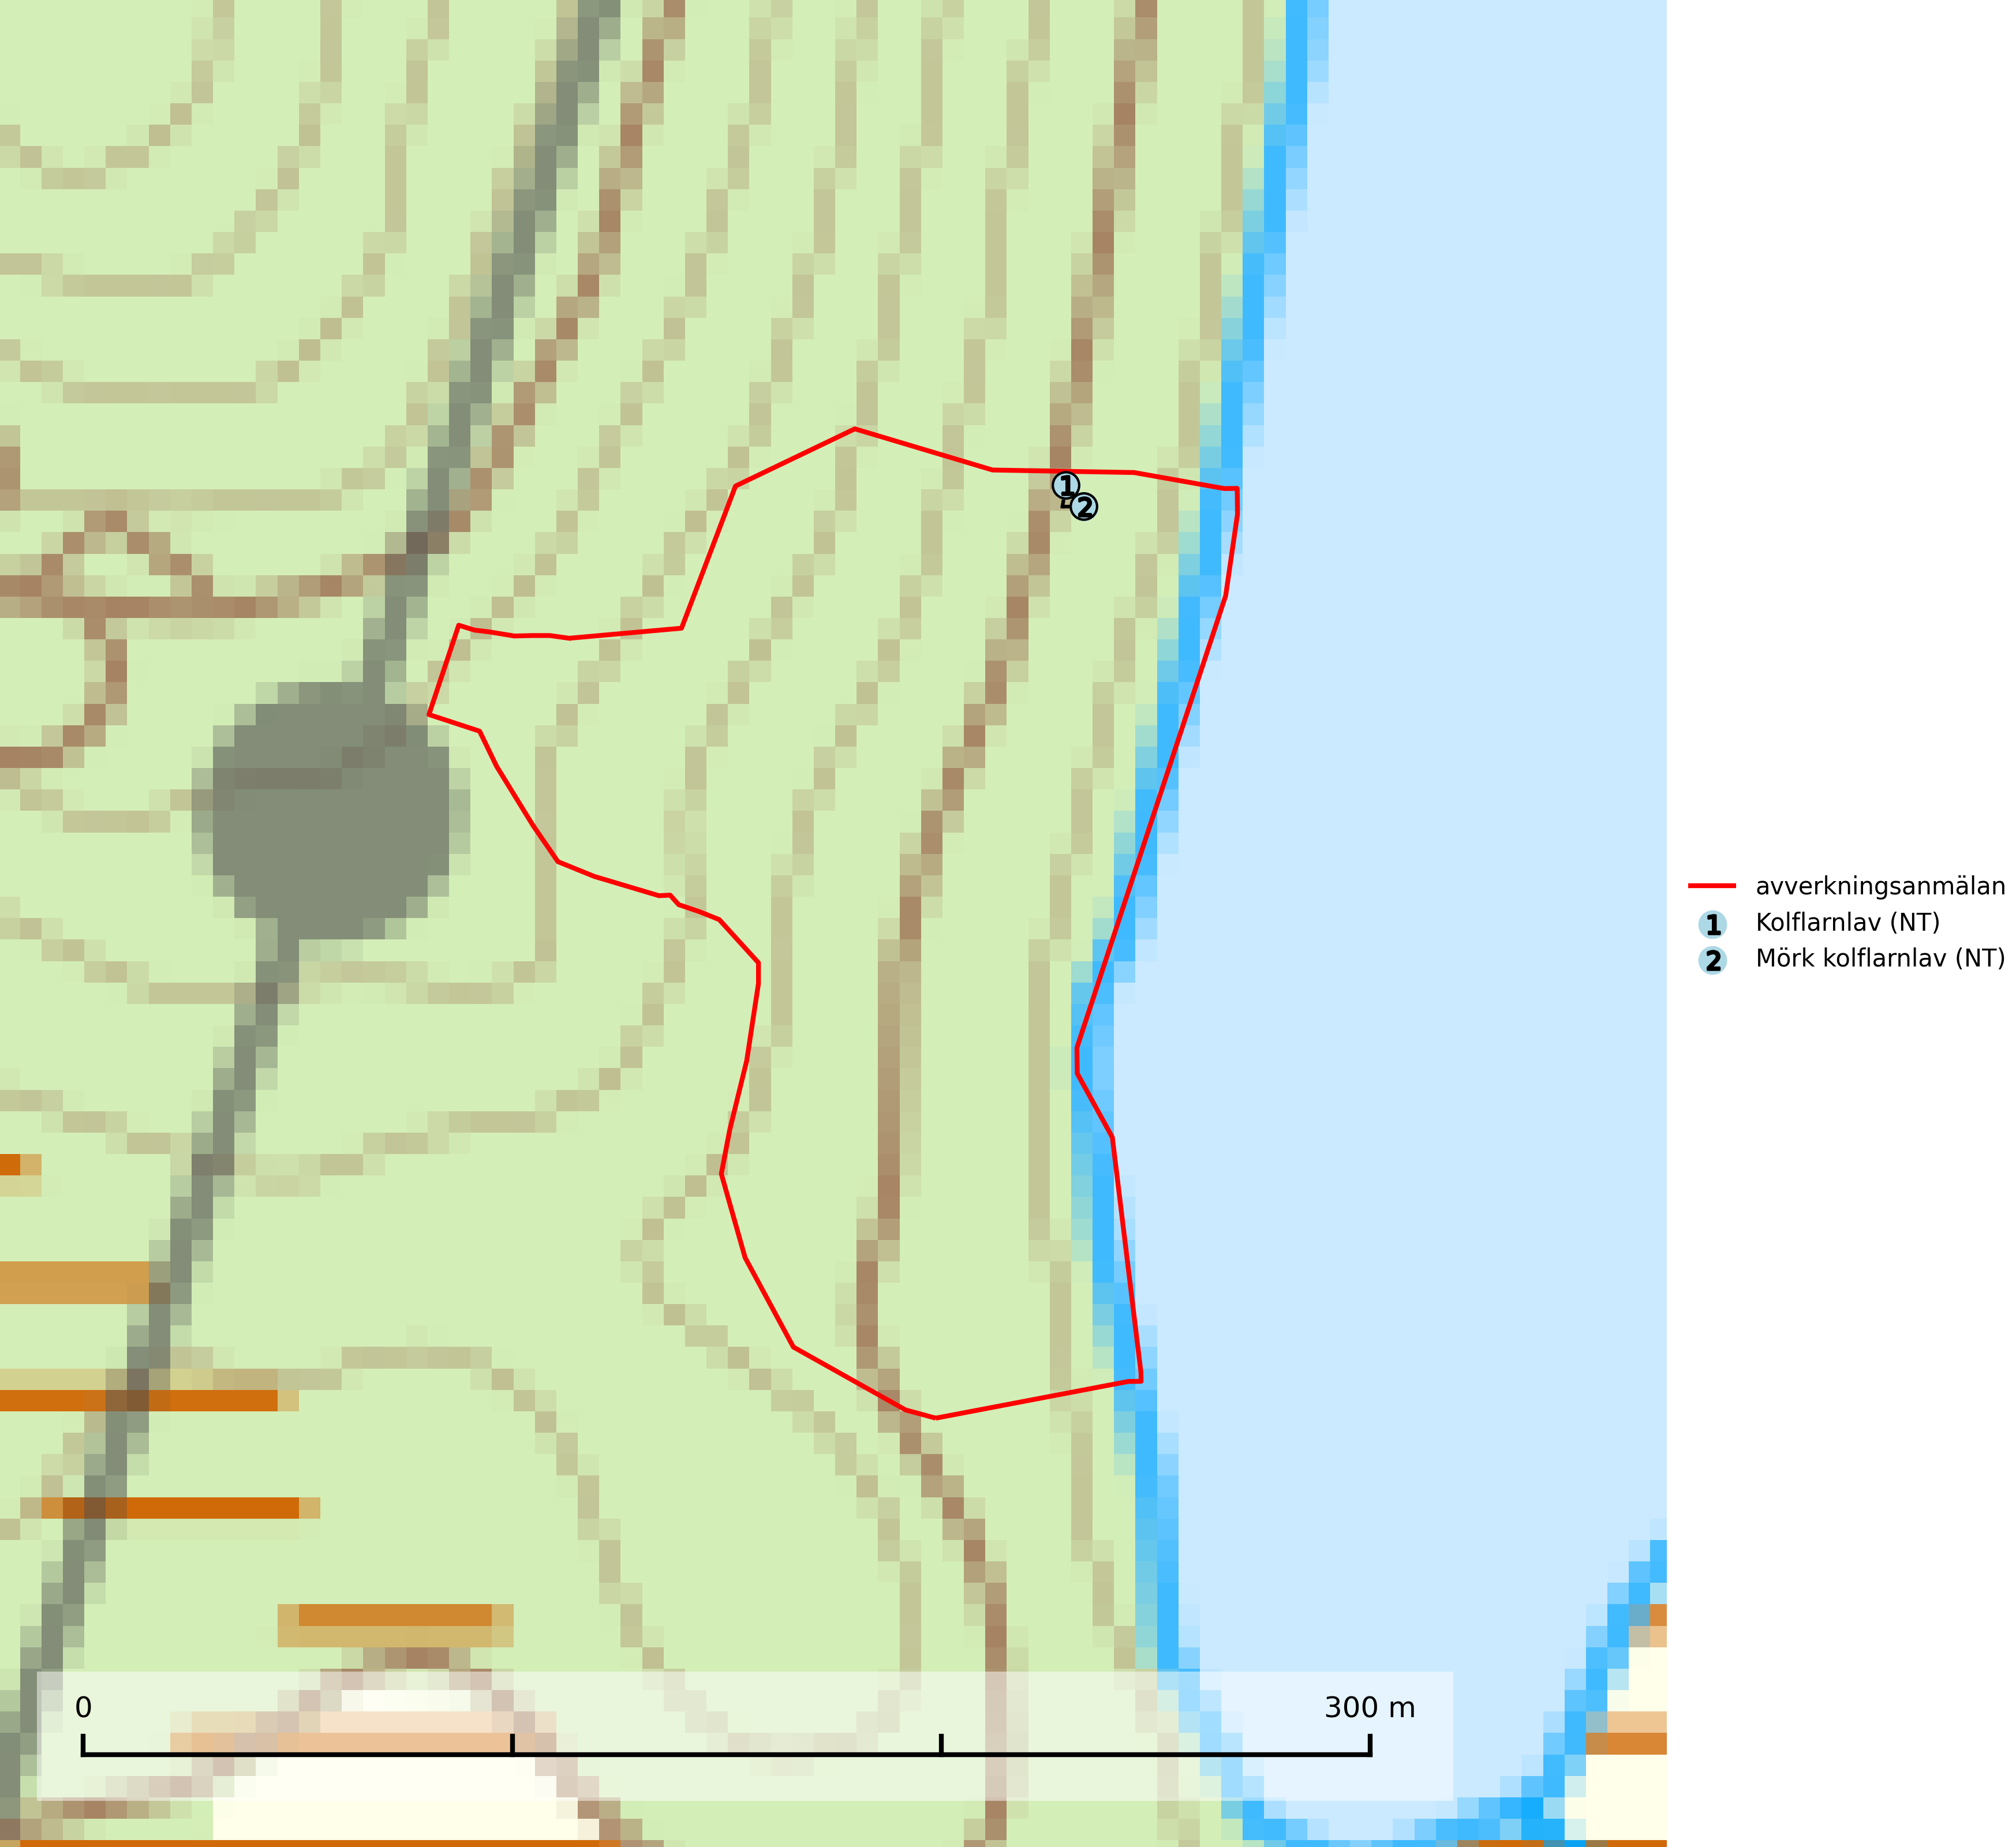 1
2
avverkningsanmälan
1 Kolflarnlav (NT)
2 Mörk kolflarnlav (NT)
0 300 m